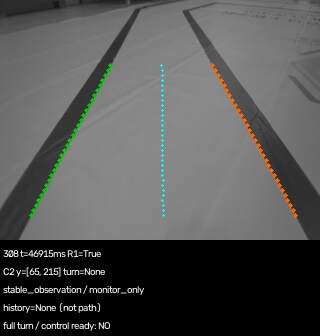 308 t=46915ms R1=True
C2 y=[65, 215] turn=None
stable_observation / monitor_only
history=None (not path)
full turn / control ready: NO